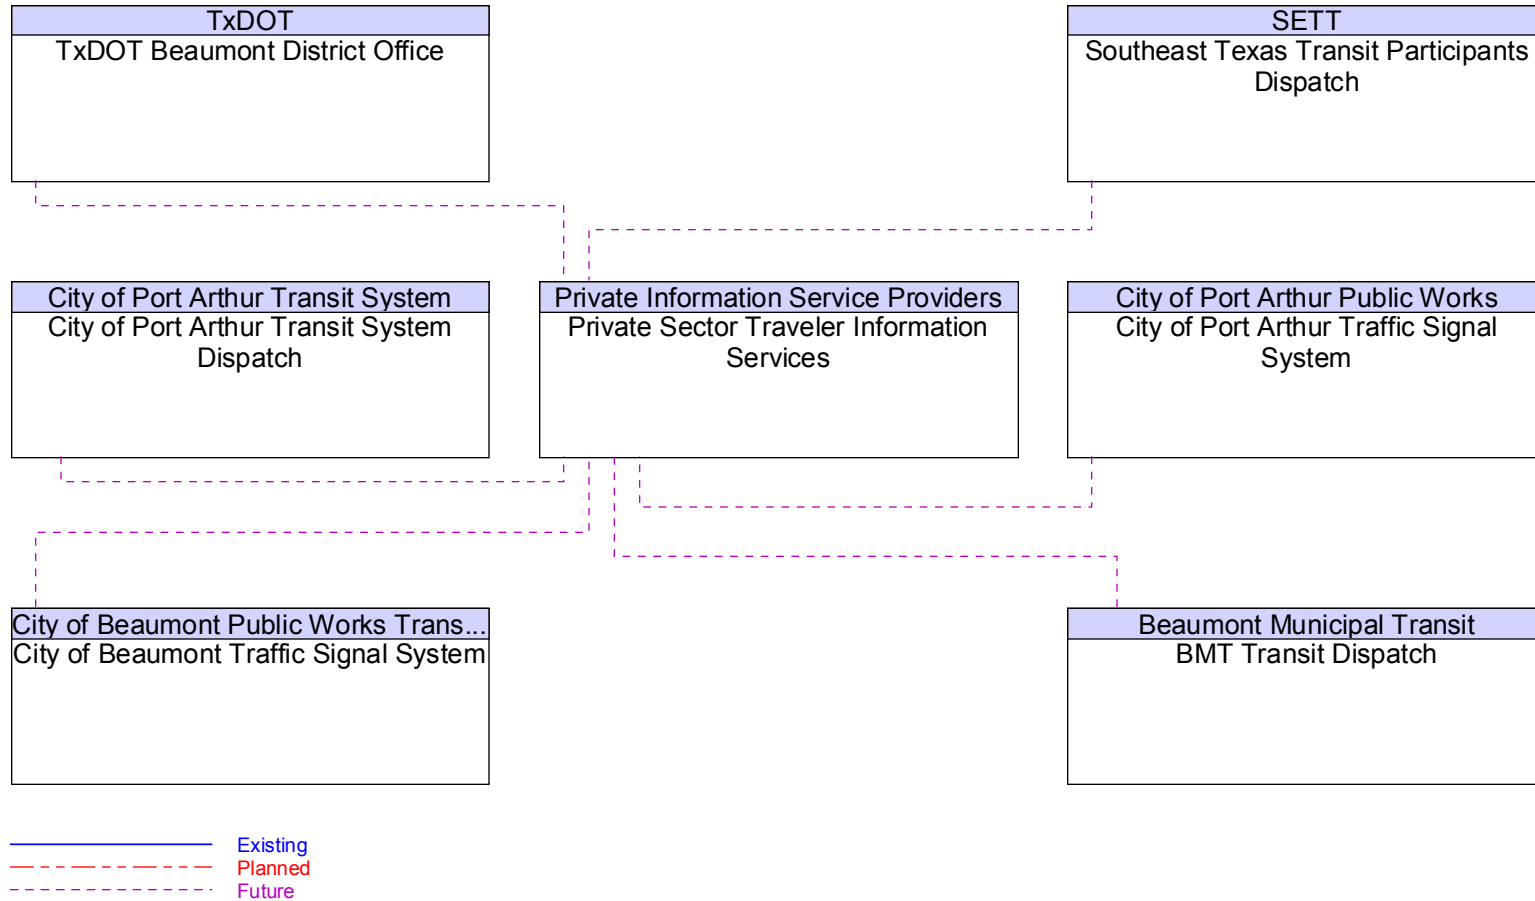 TxDOT
TxDOT Beaumont District Office
SETT
Southeast Texas Transit Participants
Dispatch
City of Port Arthur Transit System
City of Port Arthur Transit System
Dispatch
Private Information Service Providers
Private Sector Traveler Information
Services
City of Port Arthur Public Works
City of Port Arthur Traffic Signal
System
City of Beaumont Public Works Trans...
City of Beaumont Traffic Signal System
Beaumont Municipal Transit
BMT Transit Dispatch
Existing
Planned
Future